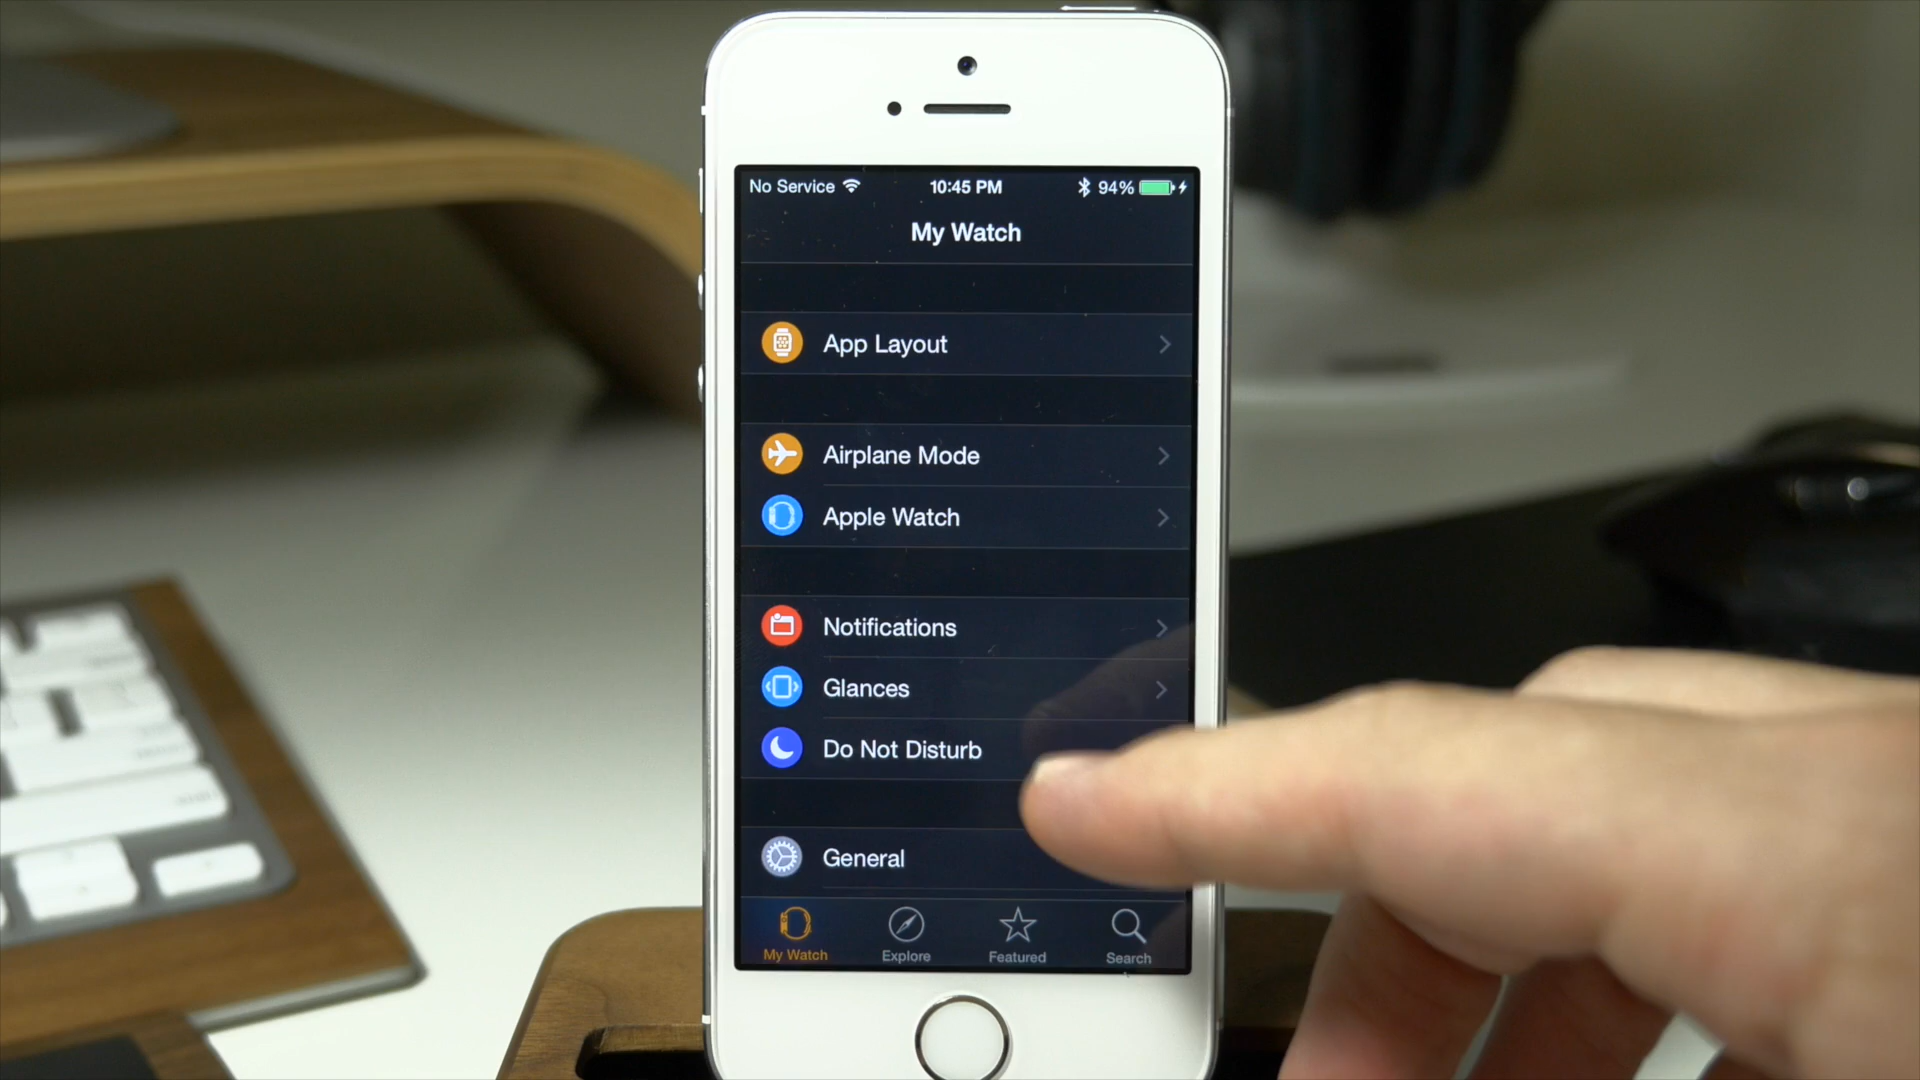 No Service 10:45 PM 94%
My Watch
App Layout
Airplane Mode
Apple Watch
Notifications
Glances
Do Not Disturb
General
My Watch Explore Featured Search